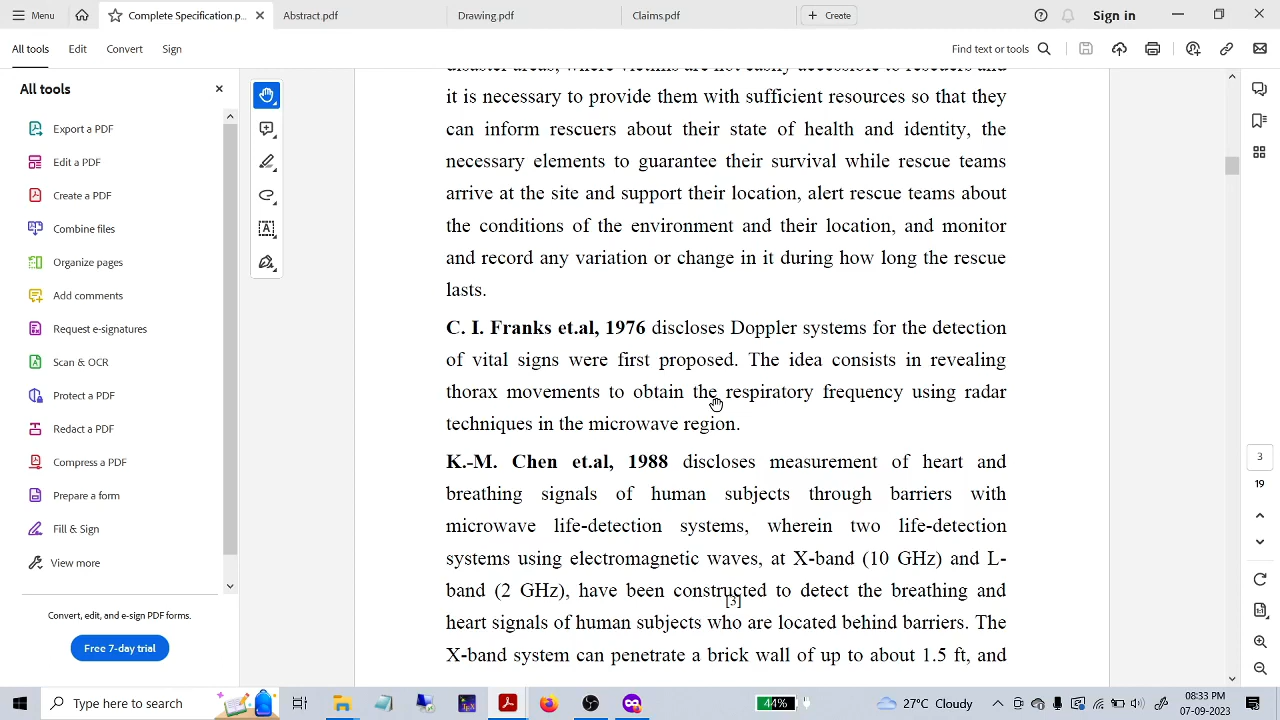 Menu
Complete Specification.p...
Abstract.pdf
Drawing.pdf
Claims.pdf
Create
Sign in
All tools
Edit
Convert
Sign
Find text or tools
All tools
Export a PDF
Edit a PDF
Create a PDF
Combine files
Organize pages
Add comments
Request e-signatures
Scan & OCR
Protect a PDF
Redact a PDF
Compress a PDF
Prepare a form
Fill & Sign
View more
Convert, edit, and e-sign PDF forms.
Free 7-day trial
disaster areas, where victims are not easily accessible to rescuers and
it is necessary to provide them with sufficient resources so that they
can inform rescuers about their state of health and identity, the
necessary elements to guarantee their survival while rescue teams
arrive at the site and support their location, alert rescue teams about
the conditions of the environment and their location, and monitor
and record any variation or change in it during how long the rescue
lasts.
C. I. Franks et.al, 1976 discloses Doppler systems for the detection
of vital signs were first proposed. The idea consists in revealing
thorax movements to obtain the respiratory frequency using radar
techniques in the microwave region.
K.-M. Chen et.al, 1988 discloses measurement of heart and
breathing signals of human subjects through barriers with
microwave life-detection systems, wherein two life-detection
systems using electromagnetic waves, at X-band (10 GHz) and L-
band (2 GHz), have been constructed to detect the breathing and
[3]
heart signals of human subjects who are located behind barriers. The
X-band system can penetrate a brick wall of up to about 1.5 ft, and
3
19
Type here to search
44%
27°C Cloudy
08:33 PM
07-09-2023